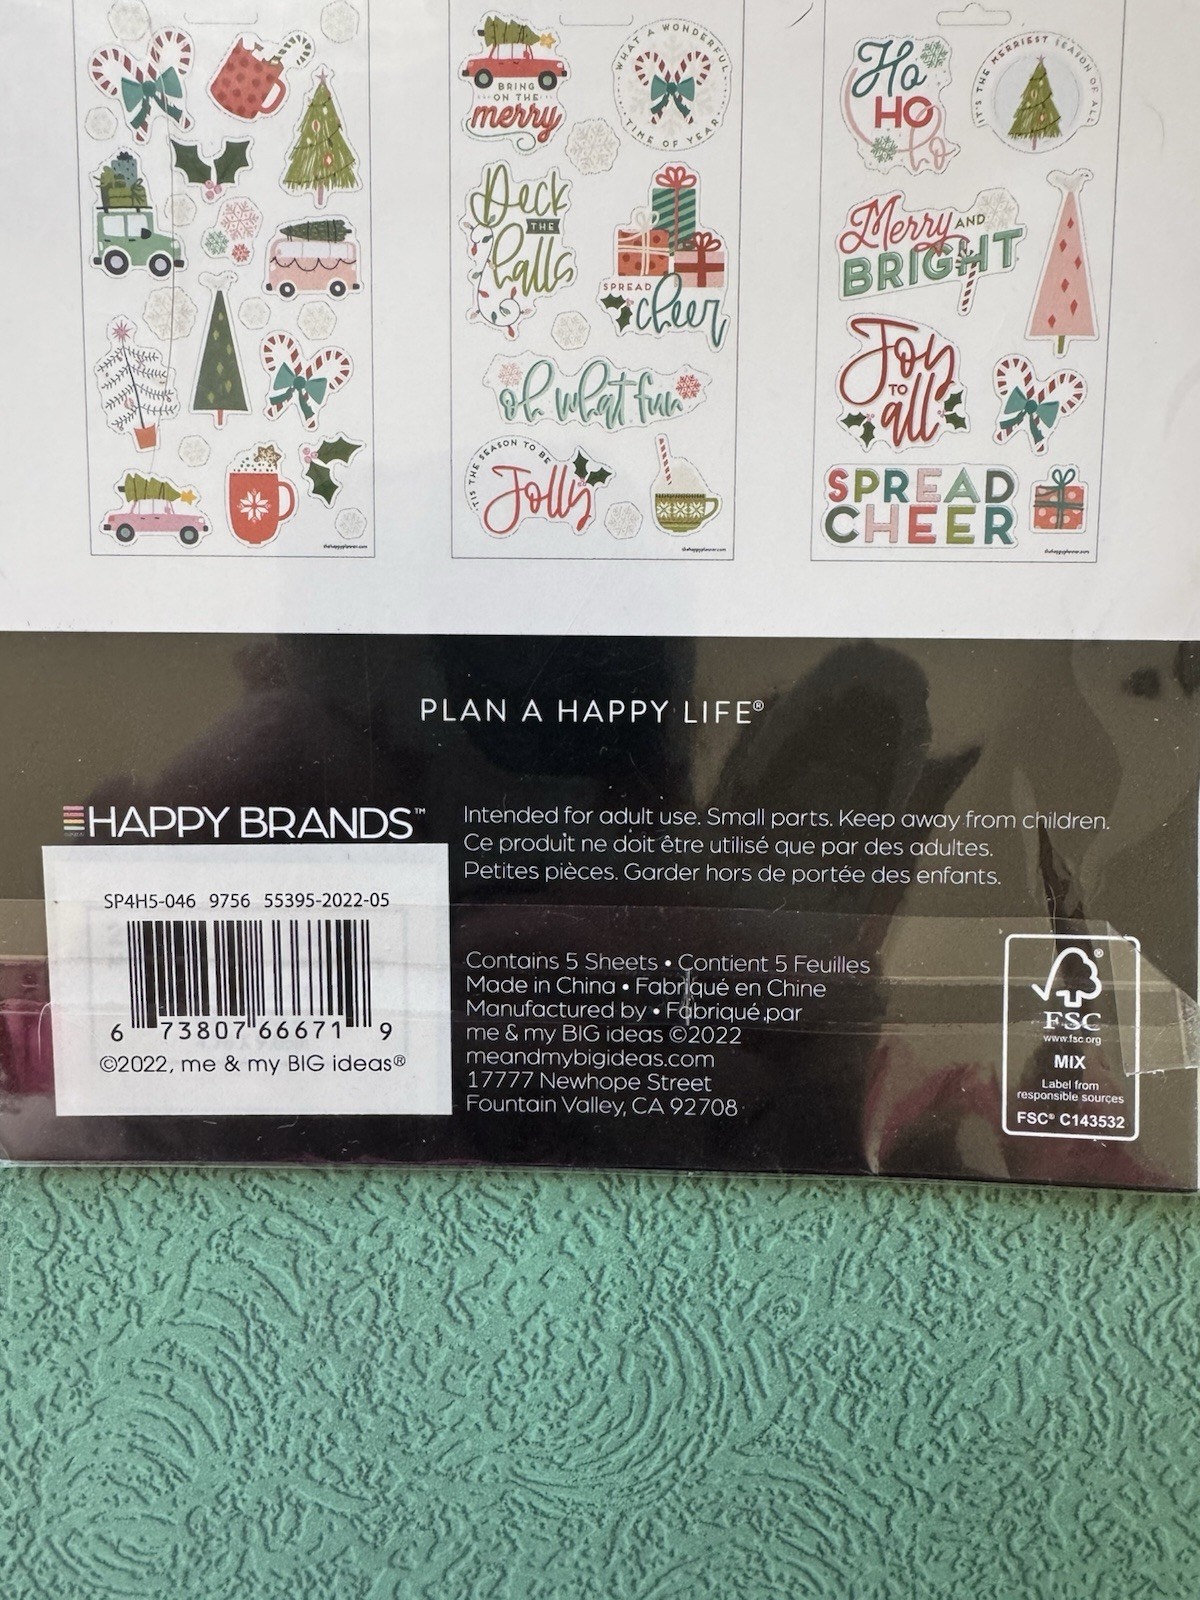 BRING
ON THE
merry
WHAT A WONDERFUL
TIME OF YEAR
Deck
THE
halls
SPREAD
cheer
oh what fun
'TIS THE SEASON TO BE
Jolly
Ho
HO
ho
IT'S THE MERRIEST SEASON OF ALL
Merry AND
BRIGHT
Joy
TO
all
SPREAD
CHEER
thehappyplanner.com
thehappyplanner.com
thehappyplanner.com
PLAN A HAPPY LIFE®
HAPPY BRANDS™
SP4H5-046 9756 55395-2022-05
6 73807 66671 9
©2022, me & my BIG ideas®
Intended for adult use. Small parts. Keep away from children.
Ce produit ne doit être utilisé que par des adultes.
Petites pièces. Garder hors de portée des enfants.
Contains 5 Sheets • Contient 5 Feuilles
Made in China • Fabriqué en Chine
Manufactured by • Fabriqué par
me & my BIG ideas ©2022
meandmybigideas.com
17777 Newhope Street
Fountain Valley, CA 92708
®
FSC
www.fsc.org
MIX
Label from
responsible sources
FSC® C143532